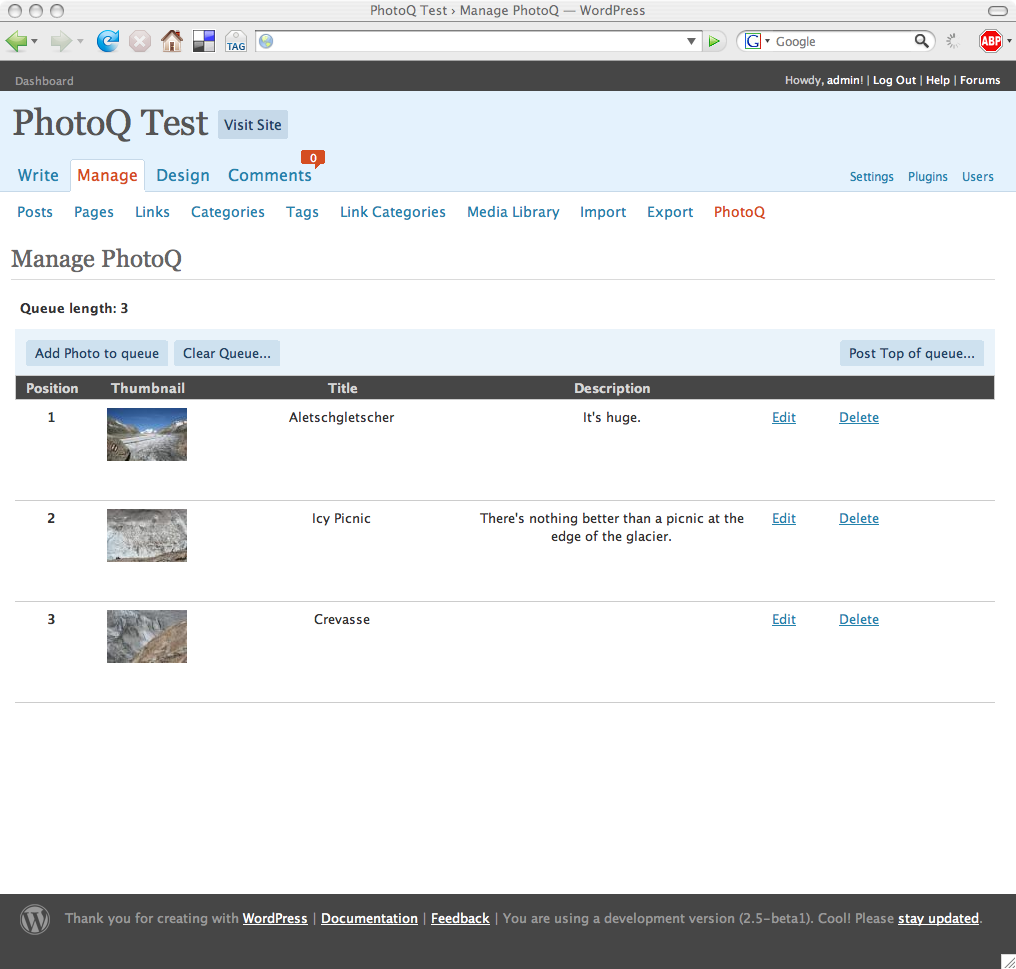 PhotoQ Test › Manage PhotoQ — WordPress
TAG
G Google
ABP
Dashboard
Howdy, admin! | Log Out | Help | Forums
PhotoQ Test Visit Site
0
Write Manage Design Comments
Settings Plugins Users
Posts Pages Links Categories Tags Link Categories Media Library Import Export PhotoQ
Manage PhotoQ
Queue length: 3
Add Photo to queue Clear Queue... Post Top of queue...
Position Thumbnail Title Description
1 Aletschgletscher It's huge. Edit Delete
2 Icy Picnic There's nothing better than a picnic at the Edit Delete
edge of the glacier.
3 Crevasse Edit Delete
Thank you for creating with WordPress | Documentation | Feedback | You are using a development version (2.5-beta1). Cool! Please stay updated.